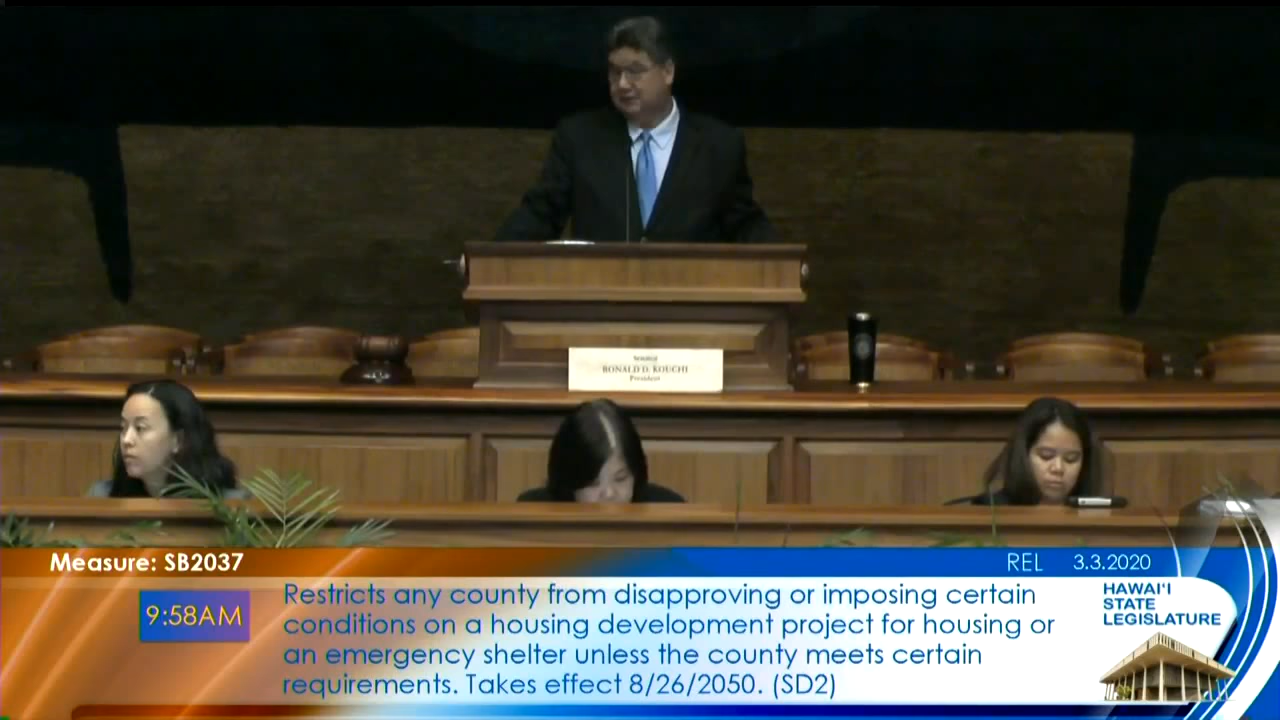 Senator
RONALD D. KOUCHI
President
Measure: SB2037
REL 3.3.2020
9:58AM
Restricts any county from disapproving or imposing certain
conditions on a housing development project for housing or
an emergency shelter unless the county meets certain
requirements. Takes effect 8/26/2050. (SD2)
HAWAI‘I
STATE
LEGISLATURE